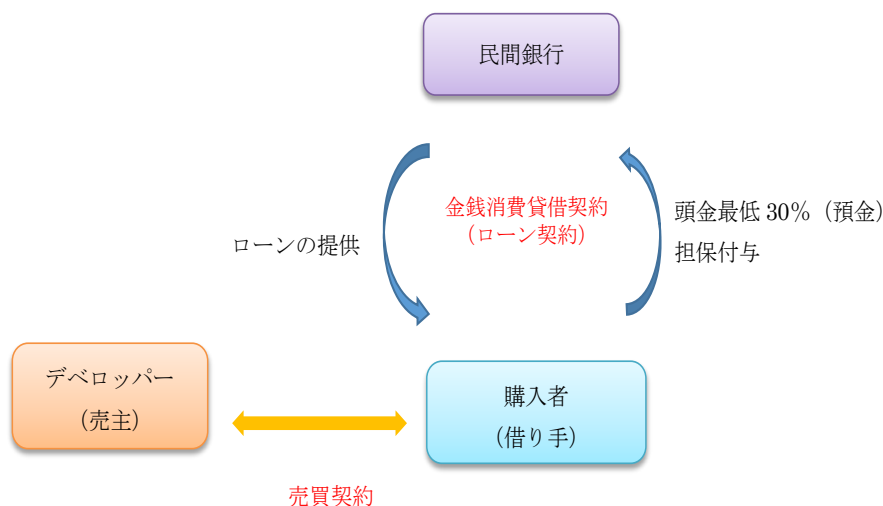 民間銀行
金銭消費貸借契約
(ローン契約)
ローンの提供
頭金最低 30%（預金）
担保付与
デベロッパー
（売主）
購入者
（借り手）
売買契約